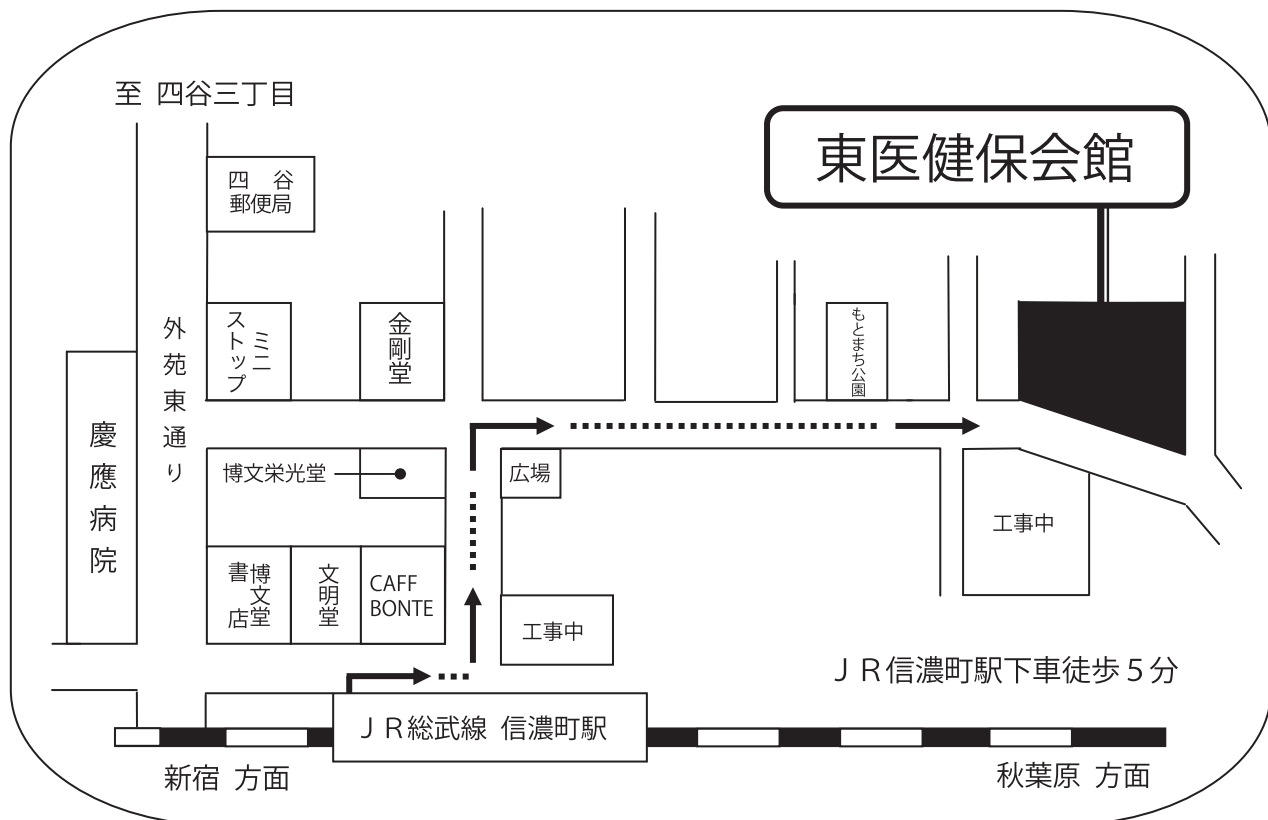 至 四谷三丁目
東医健保会館
四 谷
郵便局
外苑東通り
ミニ
ストップ
金剛堂
もとまち公園
慶應病院
博文栄光堂
広場
工事中
博文堂
書店
文明堂
CAFF
BONTE
工事中
ＪＲ信濃町駅下車徒歩５分
ＪＲ総武線 信濃町駅
新宿 方面
秋葉原 方面